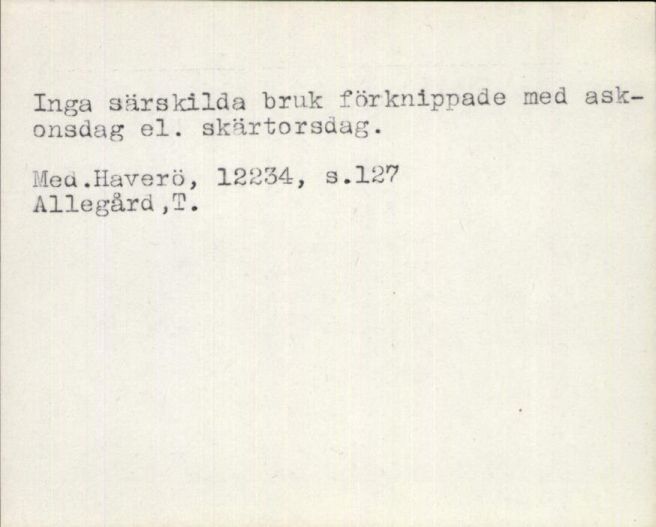 Inga särskilda bruk förknippade med ask-
onsdag el. skärtorsdag.
Med.Haverö, 12234, s.127
Allegård,T.